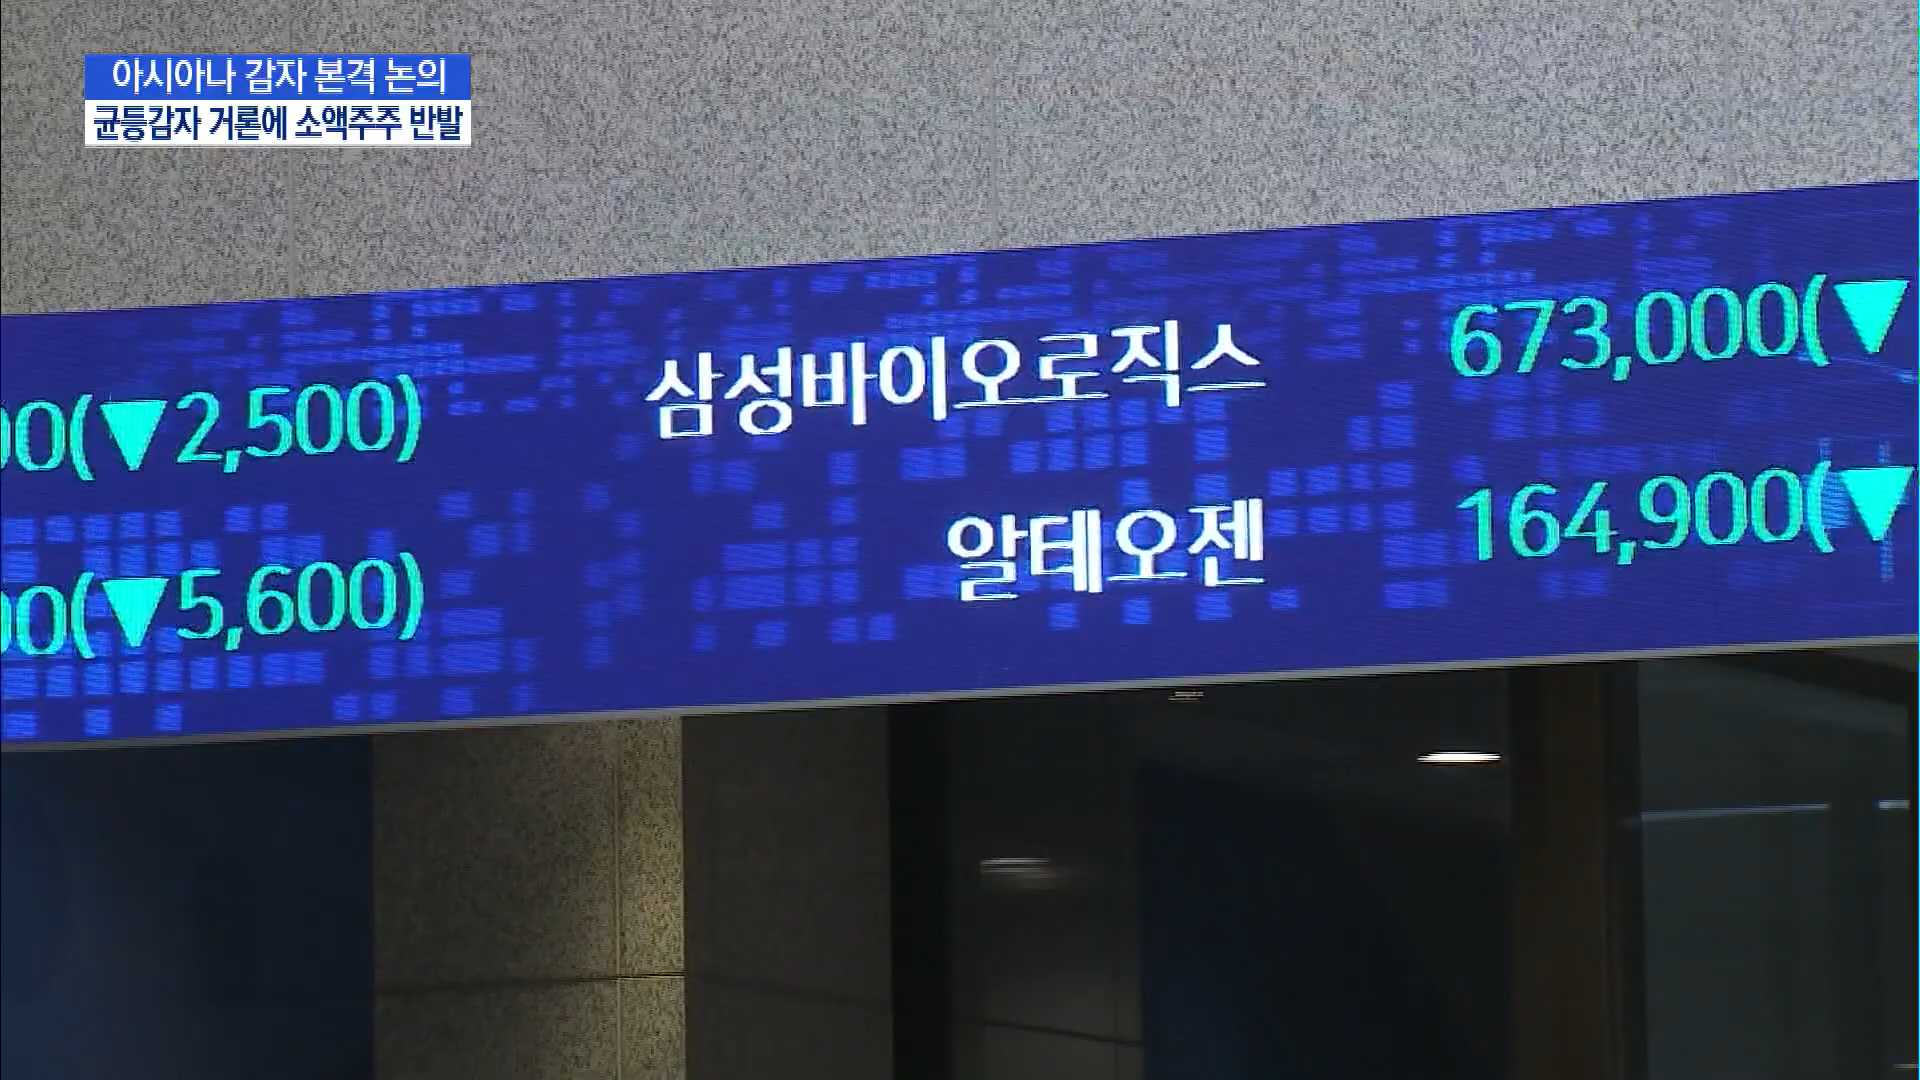 아시아나 감자 본격 논의
균등감자 거론에 소액주주 반발
삼성바이오로직스 673,000(▼
00(▼2,500)
알테오젠 164,900(▼
00(▼5,600)